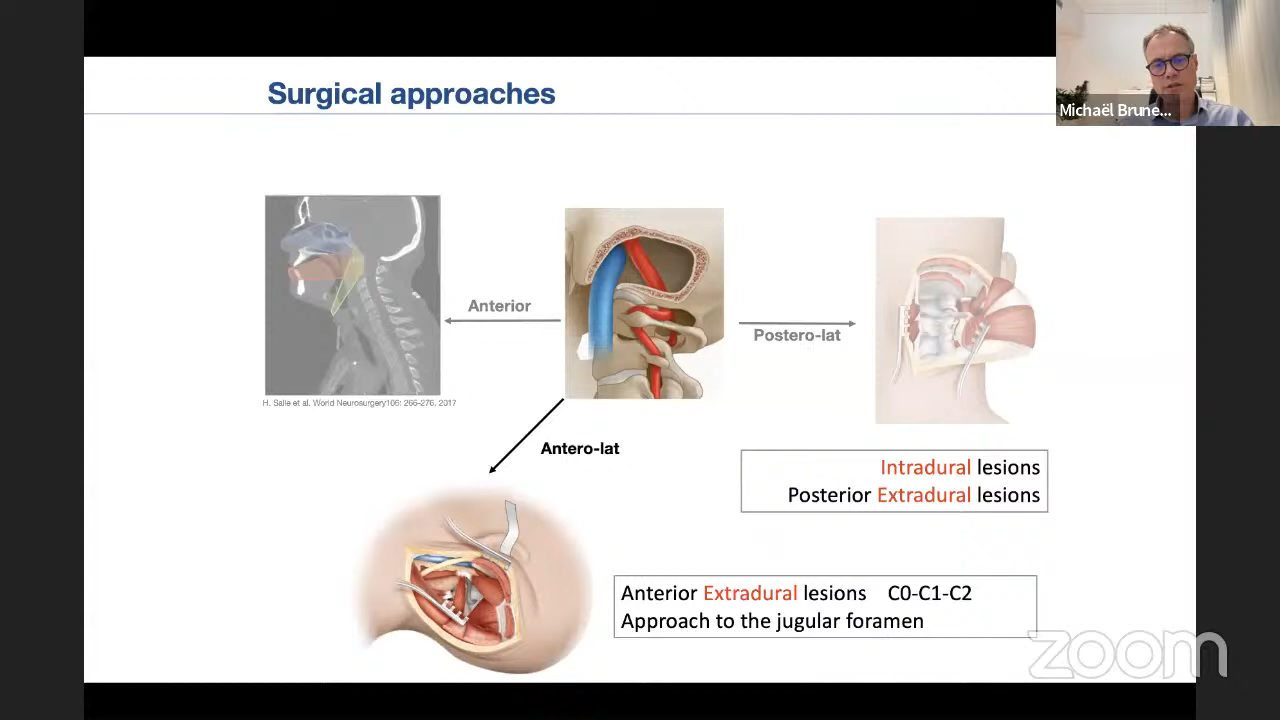 Surgical approaches
Michaël Brune...
Anterior
Postero-lat
H. Salle et al. World Neurosurgery106: 266-276, 2017
Antero-lat
Intradural lesions
Posterior Extradural lesions
Anterior Extradural lesions C0-C1-C2
Approach to the jugular foramen
zoom